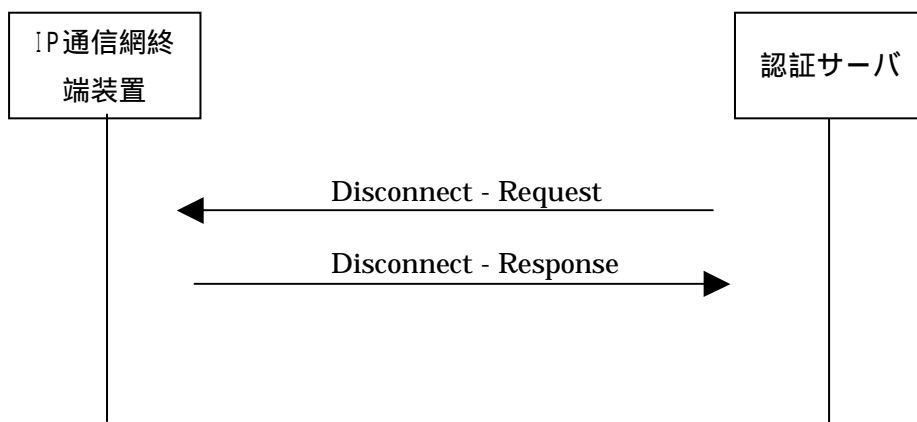 IP通信網終
端装置
認証サーバ
Disconnect - Request
Disconnect - Response